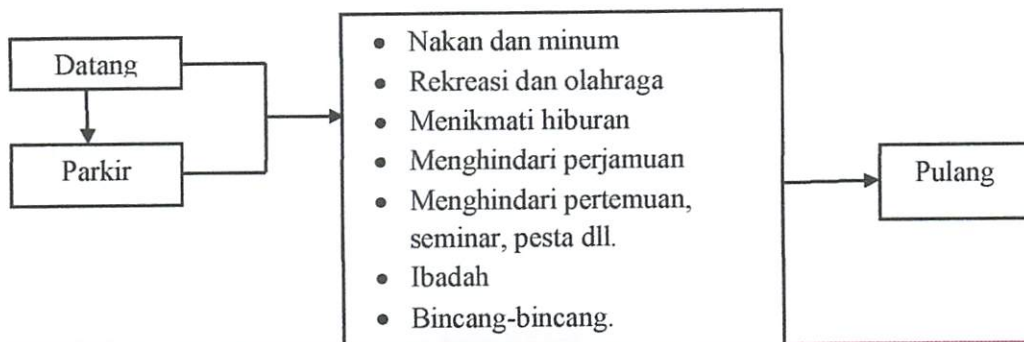 Datang
Parkir
• Nakan dan minum
• Rekreasi dan olahraga
• Menikmati hiburan
• Menghindari perjamuan
• Menghindari pertemuan,
seminar, pesta dll.
• Ibadah
• Bincang-bincang.
Pulang